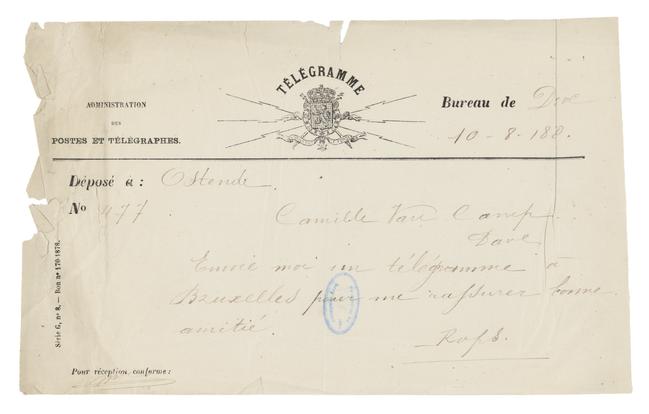 TÉLÉGRAMME
ADMINISTRATION
DES
POSTES ET TÉLÉGRAPHES.
Bureau de Dave
10 - 8 - 188.
Déposé à : Ostende.
No 477
Camille Van Camp
Dave
Envoie moi un télégramme à
Bruxelles pour me rassurer bonne
amitié.
Rops.
Série G, n° 8. — Bon n° 170-1878.
Pour réception conforme :